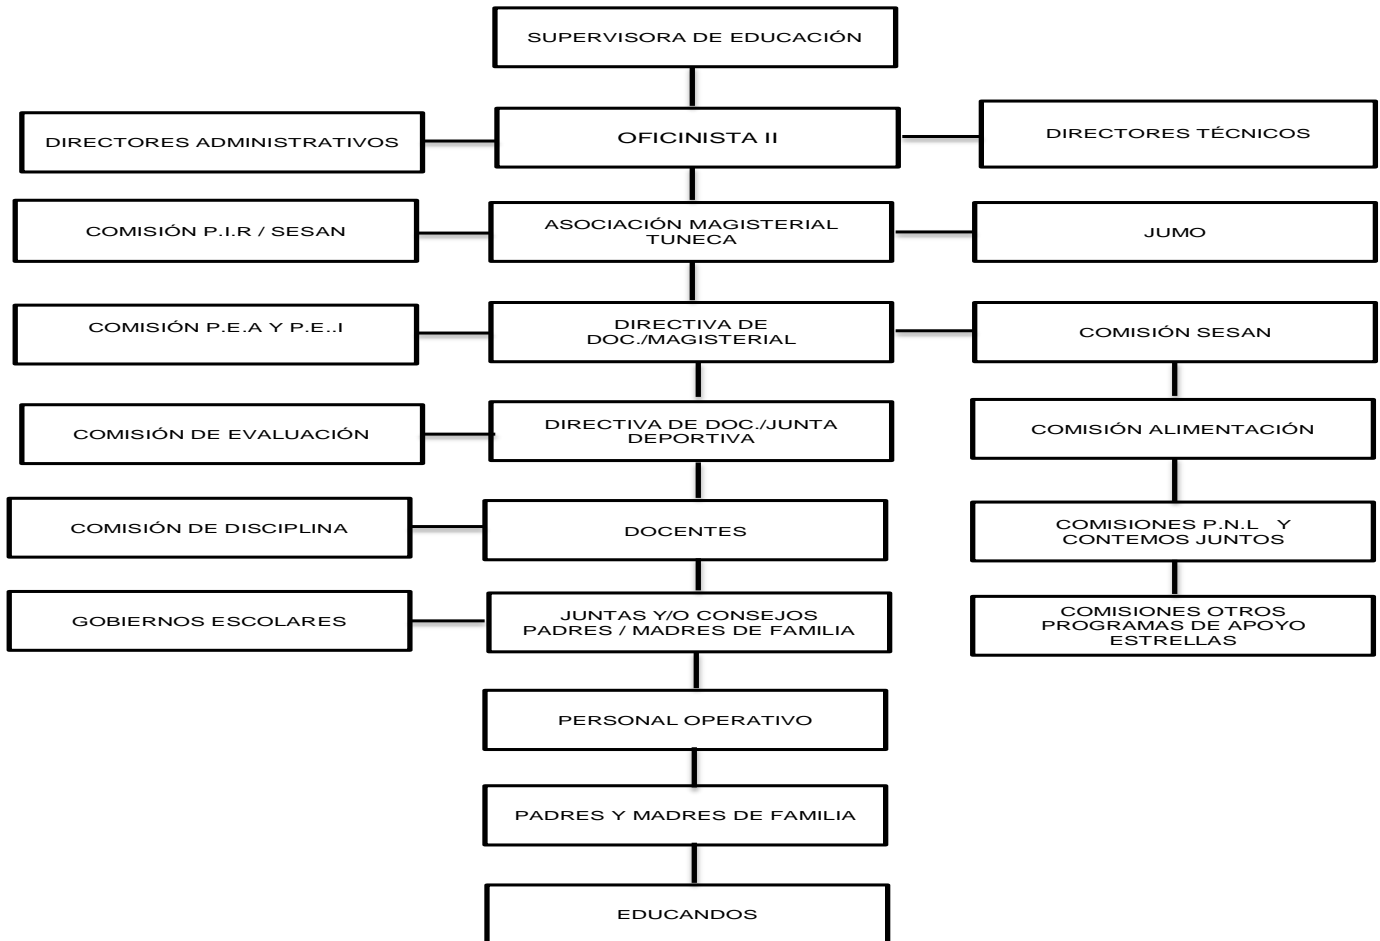 SUPERVISORA DE EDUCACIÓN
DIRECTORES ADMINISTRATIVOS
OFICINISTA II
DIRECTORES TÉCNICOS
COMISIÓN P.I.R / SESAN
ASOCIACIÓN MAGISTERIAL
TUNECA
JUMO
COMISIÓN P.E.A Y P.E..I
DIRECTIVA DE
DOC./MAGISTERIAL
COMISIÓN SESAN
COMISIÓN DE EVALUACIÓN
DIRECTIVA DE DOC./JUNTA
DEPORTIVA
COMISIÓN ALIMENTACIÓN
COMISIÓN DE DISCIPLINA
DOCENTES
COMISIONES P.N.L Y
CONTEMOS JUNTOS
GOBIERNOS ESCOLARES
JUNTAS Y/O CONSEJOS
PADRES / MADRES DE FAMILIA
COMISIONES OTROS
PROGRAMAS DE APOYO
ESTRELLAS
PERSONAL OPERATIVO
PADRES Y MADRES DE FAMILIA
EDUCANDOS